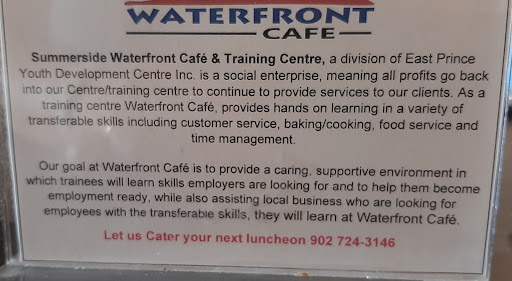 WATERFRONT
CAFE
Summerside Waterfront Café & Training Centre, a division of East Prince
Youth Development Centre Inc. is a social enterprise, meaning all profits go back
into our Centre/training centre to continue to provide services to our clients. As a
training centre Waterfront Café, provides hands on learning in a variety of
transferable skills including customer service, baking/cooking, food service and
time management.
Our goal at Waterfront Café is to provide a caring, supportive environment in
which trainees will learn skills employers are looking for and to help them become
employment ready, while also assisting local business who are looking for
employees with the transferable skills, they will learn at Waterfront Café.
Let us Cater your next luncheon 902 724-3146